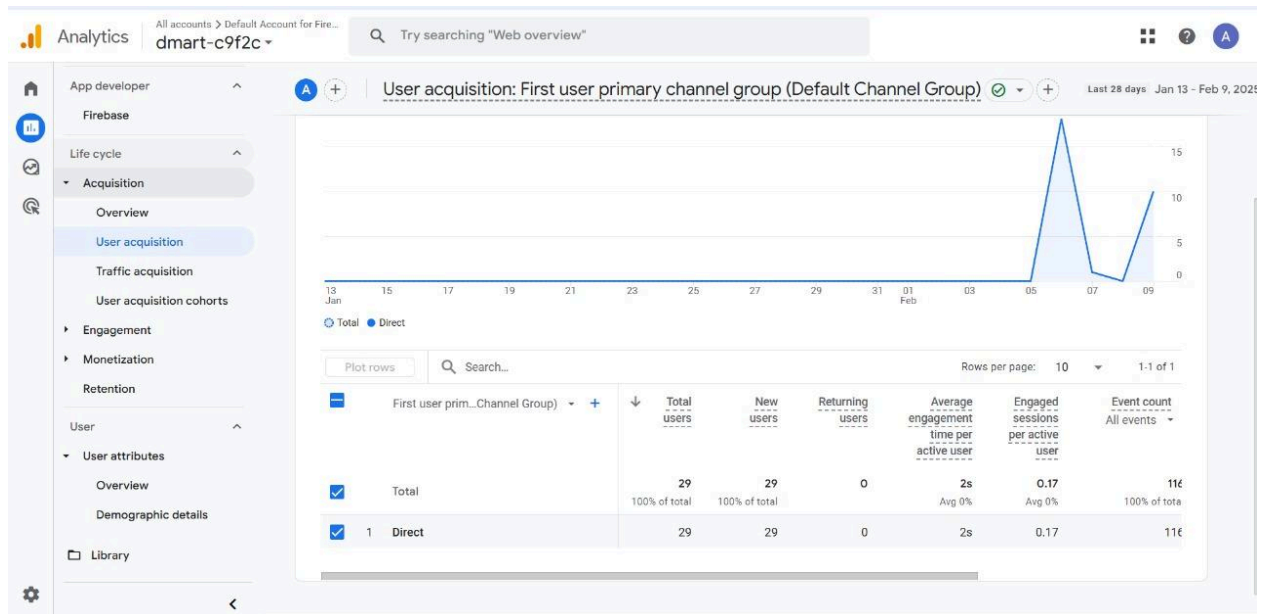 Analytics
All accounts > Default Account for Fire...
dmart-c9f2c
Try searching "Web overview"
A
App developer
Firebase
Life cycle
Acquisition
Overview
User acquisition
Traffic acquisition
User acquisition cohorts
Engagement
Monetization
Retention
User
User attributes
Overview
Demographic details
Library
A
User acquisition: First user primary channel group (Default Channel Group)
Last 28 days Jan 13 - Feb 9, 2025
15
10
5
0
13 15 17 19 21 23 25 27 29 31 01 03 05 07 09
Jan Feb
Total Direct
Plot rows Search... Rows per page: 10 1-1 of 1
First user prim...Channel Group) +
Total
users
New
users
Returning
users
Average
engagement
time per
active user
Engaged
sessions
per active
user
Event count
All events
Total 29 29 0 2s 0.17 116
100% of total 100% of total Avg 0% Avg 0% 100% of tota
1 Direct 29 29 0 2s 0.17 116